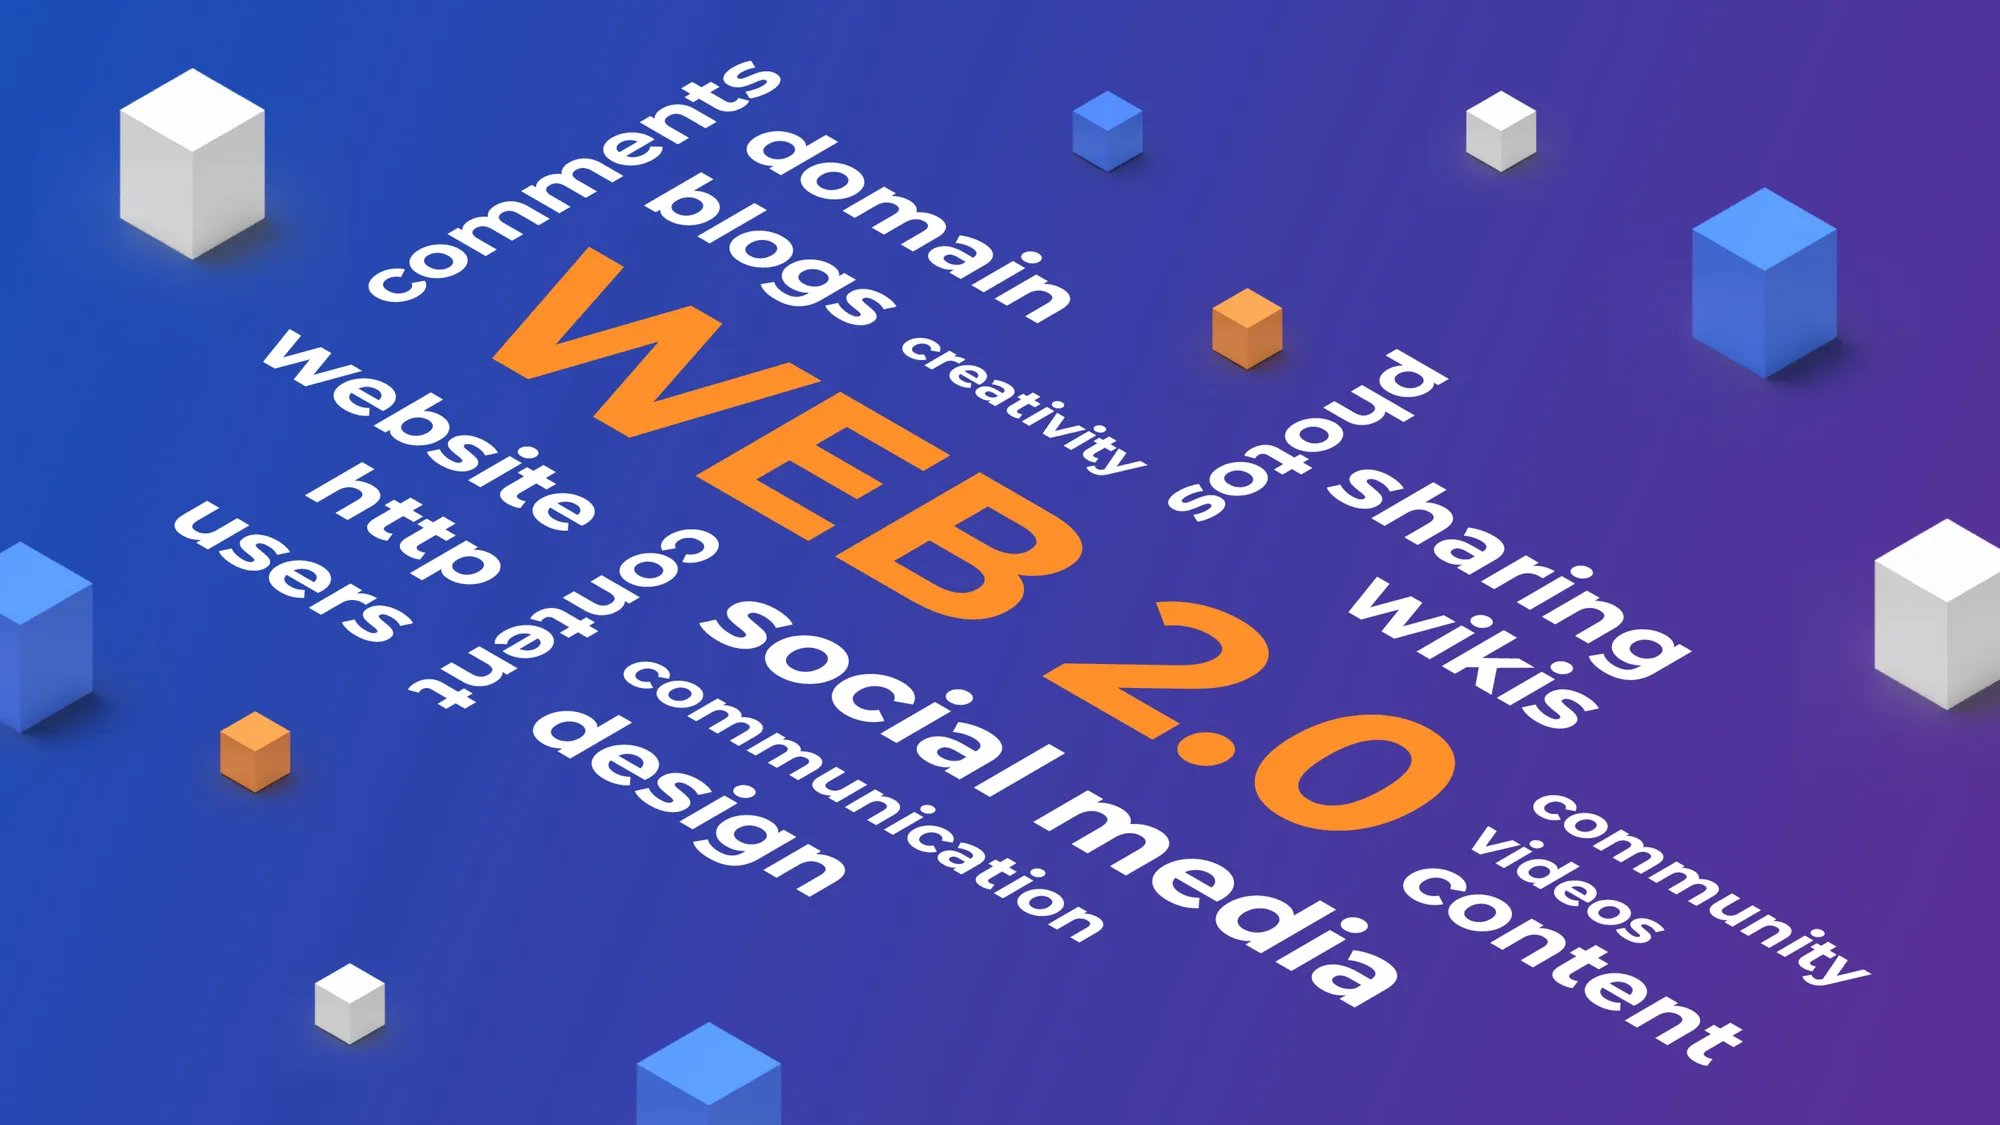 comments
domain
blogs
creativity
WEB 2.0
website
http
users
content
photos
sharing
wikis
social media
communication
design
community
videos
content